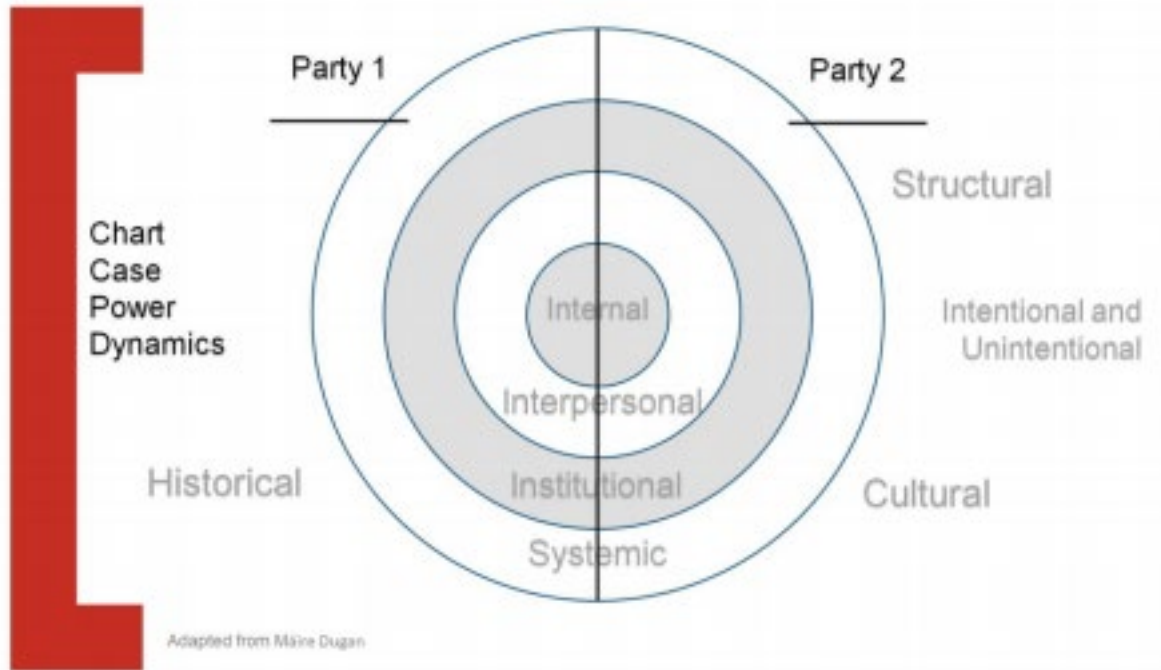 Party 1
Party 2
Structural
Chart
Case
Power
Dynamics
Internal
Intentional and
Unintentional
Interpersonal
Historical
Institutional
Cultural
Systemic
Adapted from Máire Dugan